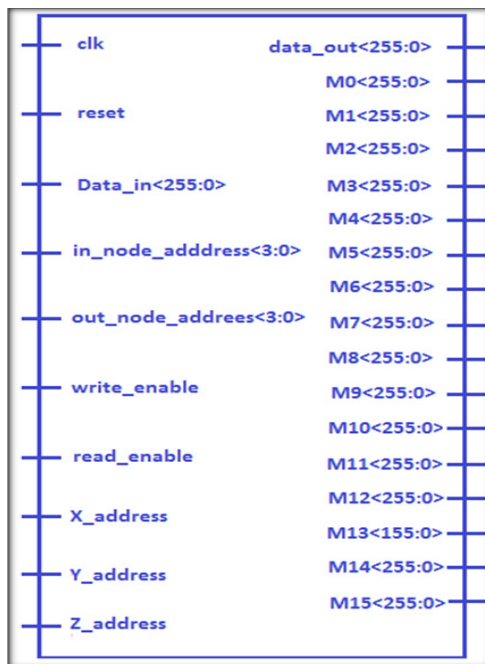 clk
reset
Data_in<255:0>
in_node_adddress<3:0>
out_node_addrees<3:0>
write_enable
read_enable
X_address
Y_address
Z_address
data_out<255:0>
M0<255:0>
M1<255:0>
M2<255:0>
M3<255:0>
M4<255:0>
M5<255:0>
M6<255:0>
M7<255:0>
M8<255:0>
M9<255:0>
M10<255:0>
M11<255:0>
M12<255:0>
M13<155:0>
M14<255:0>
M15<255:0>